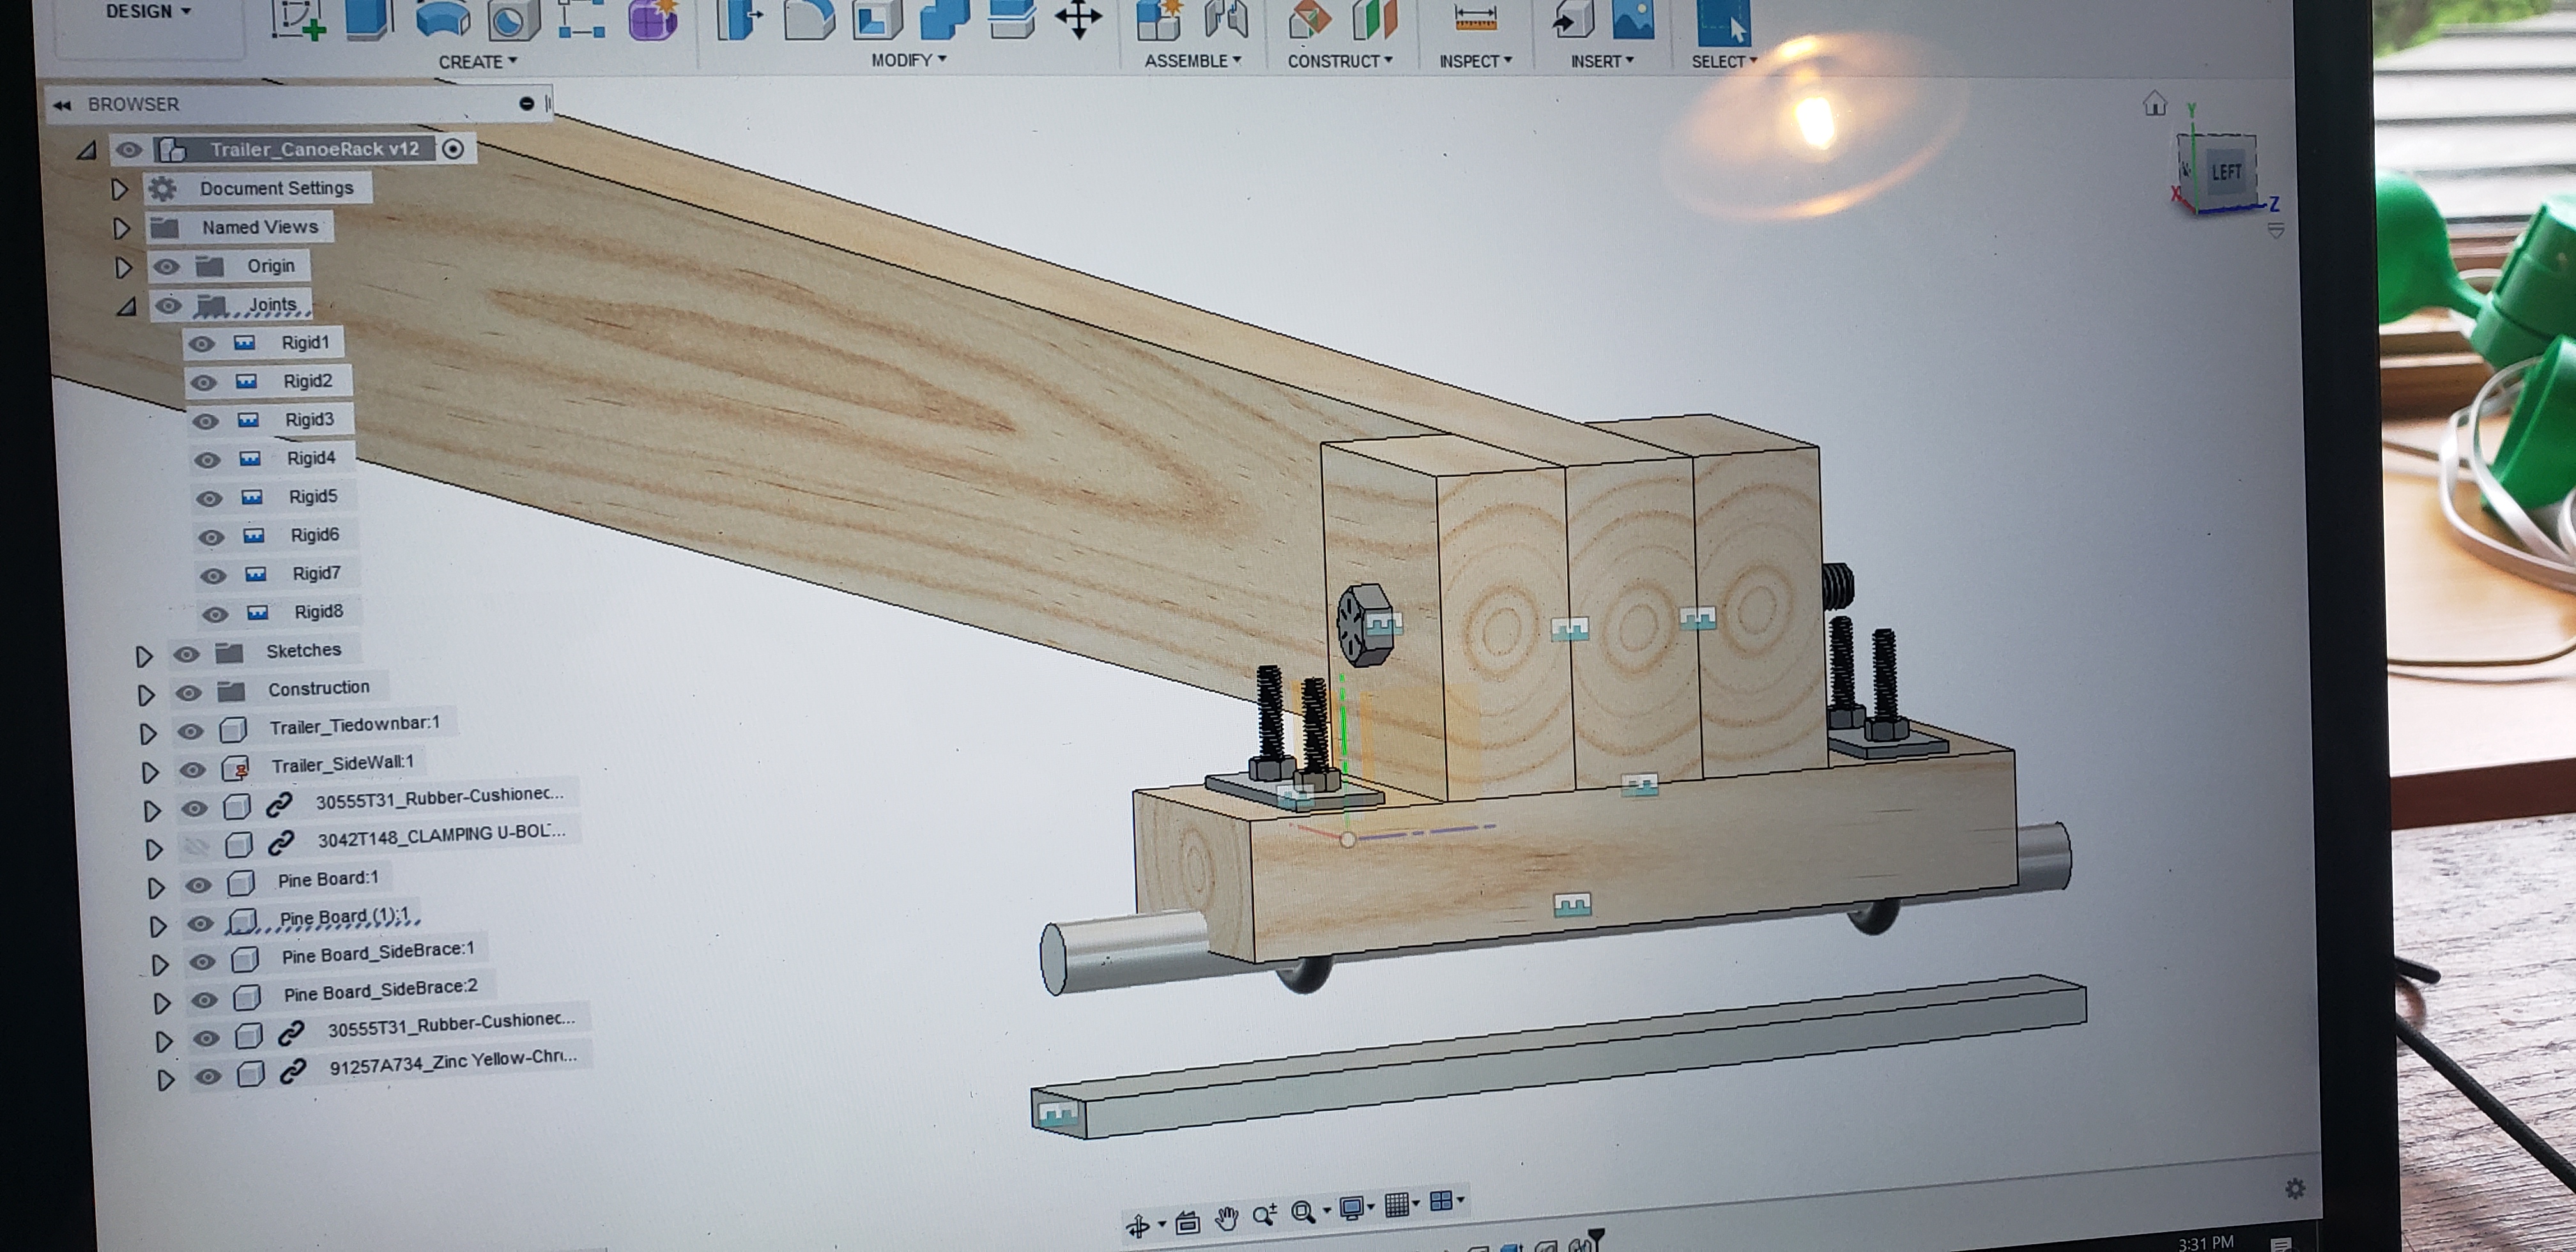 DESIGN
CREATE
MODIFY
ASSEMBLE
CONSTRUCT
INSPECT
INSERT
SELECT
BROWSER
Trailer_CanoeRack v12
Document Settings
Named Views
Origin
Joints
Rigid1
Rigid2
Rigid3
Rigid4
Rigid5
Rigid6
Rigid7
Rigid8
Sketches
Construction
Trailer_Tiedownbar:1
Trailer_SideWall:1
30555T31_Rubber-Cushionec...
3042T148_CLAMPING U-BOL...
Pine Board:1
Pine Board (1):1
Pine Board_SideBrace:1
Pine Board_SideBrace:2
30555T31_Rubber-Cushionec...
91257A734_Zinc Yellow-Chri...
Y
LEFT
X
Z
3:31 PM